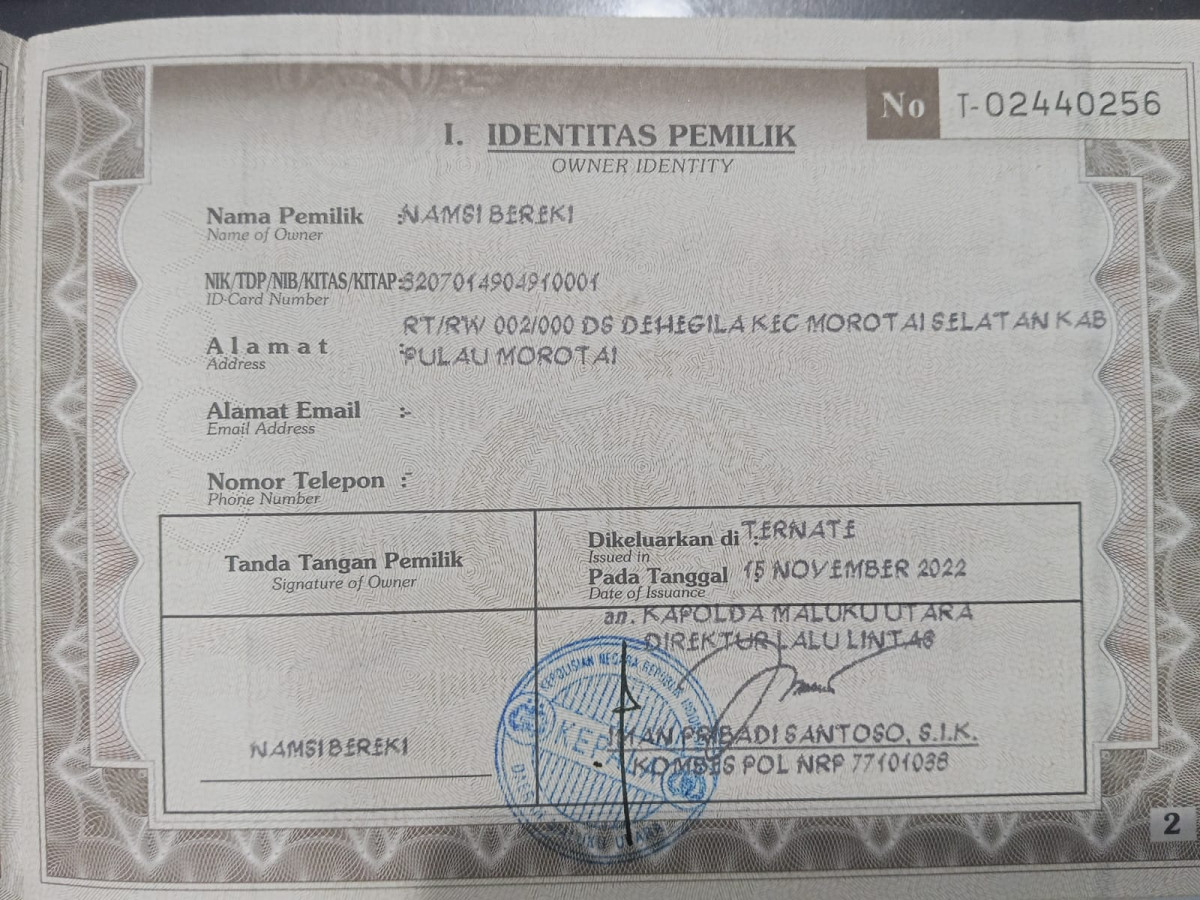 No T-02440256
I. IDENTITAS PEMILIK
OWNER IDENTITY
Nama Pemilik :NAMSI BEREKI
Name of Owner
NIK/TDP/NIB/KITAS/KITAP:8207014904910001
ID-Card Number
RT/RW 002/000 DS DEHEGILA KEC MOROTAI SELATAN KAB
Alamat :PULAU MOROTAI
Address
Alamat Email :-
Email Address
Nomor Telepon :-
Phone Number
Tanda Tangan Pemilik
Signature of Owner
Dikeluarkan di : TERNATE
Issued in
Pada Tanggal 15 NOVEMBER 2022
Date of Issuance
an. KAPOLDA MALUKU UTARA
DIREKTUR LALU LINTAS
KEPOLISIAN NEGARA REPUBLIK
KEPALA
NAMSI BEREKI
IMAN PRIBADI SANTOSO, S.I.K.
KOMBES POL NRP 77101038
2